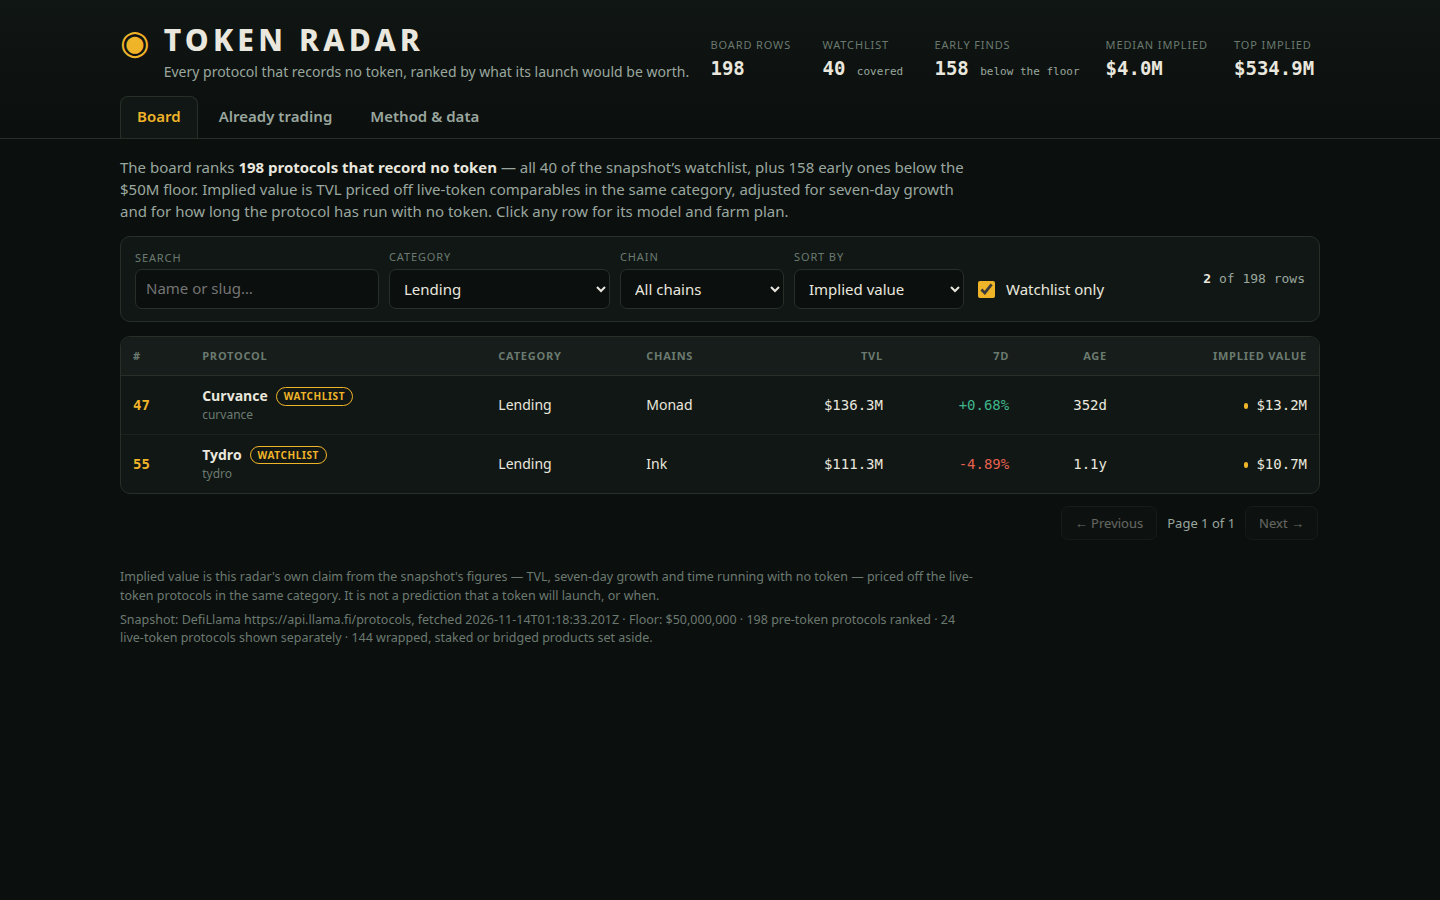 TOKEN RADAR
Every protocol that records no token, ranked by what its launch would be worth.
BOARD ROWS
198
WATCHLIST
40 covered
EARLY FINDS
158 below the floor
MEDIAN IMPLIED
$4.0M
TOP IMPLIED
$534.9M
Board
Already trading
Method & data
The board ranks 198 protocols that record no token — all 40 of the snapshot's watchlist, plus 158 early ones below the
$50M floor. Implied value is TVL priced off live-token comparables in the same category, adjusted for seven-day growth
and for how long the protocol has run with no token. Click any row for its model and farm plan.
SEARCH
Name or slug...
CATEGORY
Lending
CHAIN
All chains
SORT BY
Implied value
Watchlist only
2 of 198 rows
# PROTOCOL CATEGORY CHAINS TVL 7D AGE IMPLIED VALUE
47 Curvance WATCHLIST Lending Monad $136.3M +0.68% 352d $13.2M
curvance
55 Tydro WATCHLIST Lending Ink $111.3M -4.89% 1.1y $10.7M
tydro
← Previous Page 1 of 1 Next →
Implied value is this radar's own claim from the snapshot's figures — TVL, seven-day growth and time running with no token — priced off the live-
token protocols in the same category. It is not a prediction that a token will launch, or when.
Snapshot: DefiLlama https://api.llama.fi/protocols, fetched 2026-11-14T01:18:33.201Z · Floor: $50,000,000 · 198 pre-token protocols ranked · 24
live-token protocols shown separately · 144 wrapped, staked or bridged products set aside.